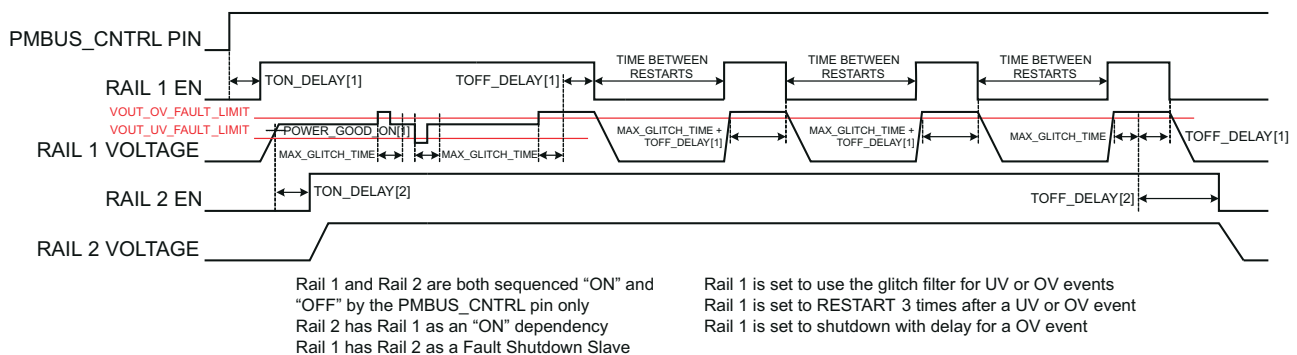 PMBUS_CNTRL PIN
RAIL 1 EN
TON_DELAY[1]
TOFF_DELAY[1]
TIME BETWEEN
RESTARTS
TIME BETWEEN
RESTARTS
TIME BETWEEN
RESTARTS
VOUT_OV_FAULT_LIMIT
VOUT_UV_FAULT_LIMIT
RAIL 1 VOLTAGE
POWER_GOOD_ON[1]
MAX_GLITCH_TIME
MAX_GLITCH_TIME
MAX_GLITCH_TIME +
TOFF_DELAY[1]
MAX_GLITCH_TIME +
TOFF_DELAY[1]
MAX_GLITCH_TIME
TOFF_DELAY[1]
RAIL 2 EN
TON_DELAY[2]
TOFF_DELAY[2]
RAIL 2 VOLTAGE
Rail 1 and Rail 2 are both sequenced “ON” and
“OFF” by the PMBUS_CNTRL pin only
Rail 2 has Rail 1 as an “ON” dependency
Rail 1 has Rail 2 as a Fault Shutdown Slave
Rail 1 is set to use the glitch filter for UV or OV events
Rail 1 is set to RESTART 3 times after a UV or OV event
Rail 1 is set to shutdown with delay for a OV event